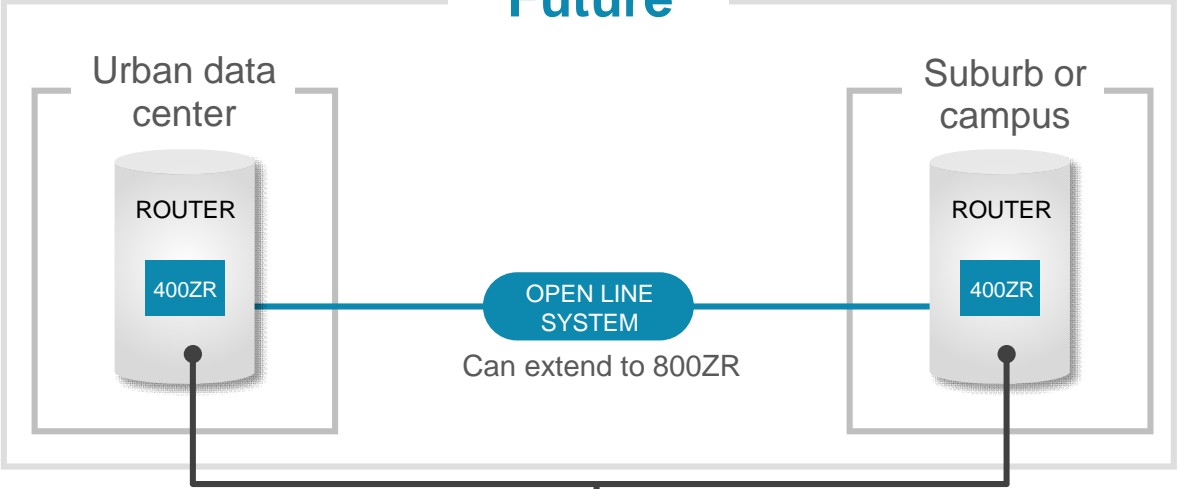 Future
Urban data
center
Suburb or
campus
ROUTER
ROUTER
400ZR
400ZR
OPEN LINE
SYSTEM
Can extend to 800ZR